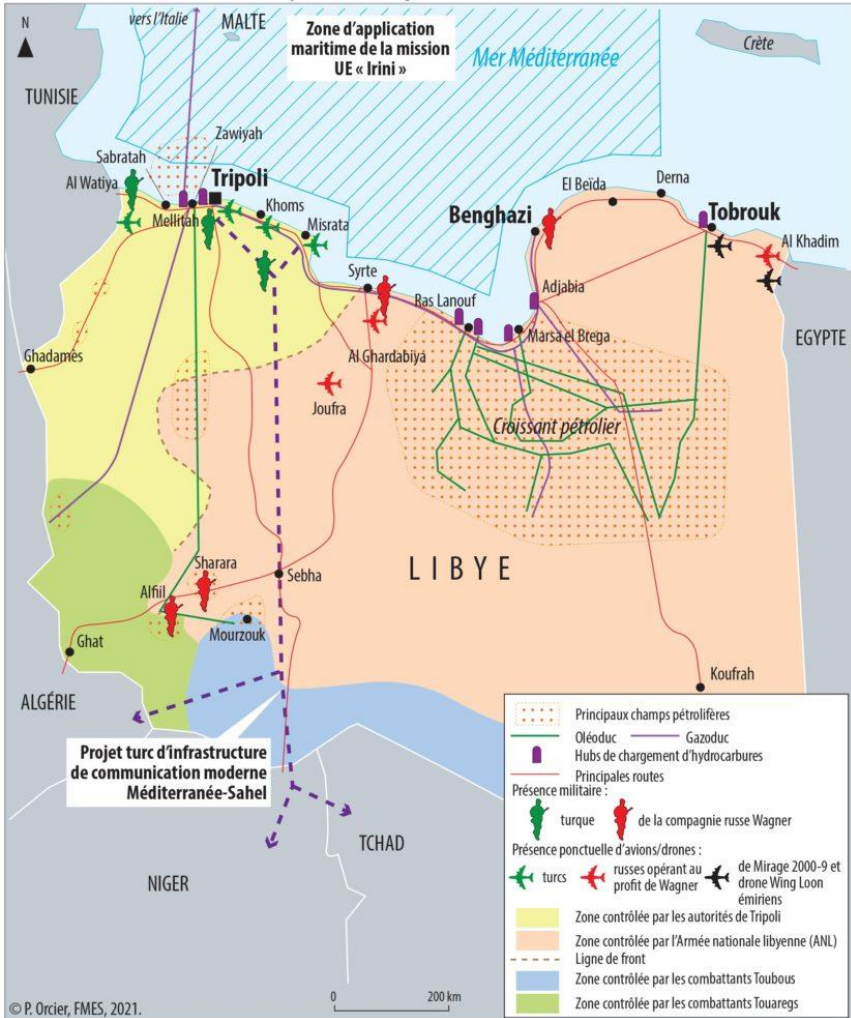 vers l'Italie
MALTE
Zone d'application
maritime de la mission
UE « Irini »
Mer Méditerranée
Crète
N
TUNISIE
Zawiyah
Sabratah
Tripoli
Al Watiya
Mellitah
Khoms
Misrata
El Beïda
Derna
Benghazi
Tobrouk
Al Khadim
Syrte
Ras Lanouf
Adjabia
Marsa el Brega
EGYPTE
Ghadamès
Al Ghardabiya
Joufra
Croissant pétrolier
LIBYE
Sharara
Sebha
Alfiil
Mourzouk
Ghat
Koufrah
ALGÉRIE
Projet turc d'infrastructure
de communication moderne
Méditerranée-Sahel
TCHAD
NIGER
Principaux champs pétrolifères
Oléoduc
Gazoduc
Hubs de chargement d'hydrocarbures
Principales routes
Présence militaire :
turque
de la compagnie russe Wagner
Présence ponctuelle d'avions/drones :
turcs
russes opérant au
profit de Wagner
de Mirage 2000-9 et
drone Wing Loon
émiriens
Zone contrôlée par les autorités de Tripoli
Zone contrôlée par l'Armée nationale libyenne (ANL)
Ligne de front
Zone contrôlée par les combattants Toubous
Zone contrôlée par les combattants Touaregs
0
200 km
© P. Orcier, FMES, 2021.